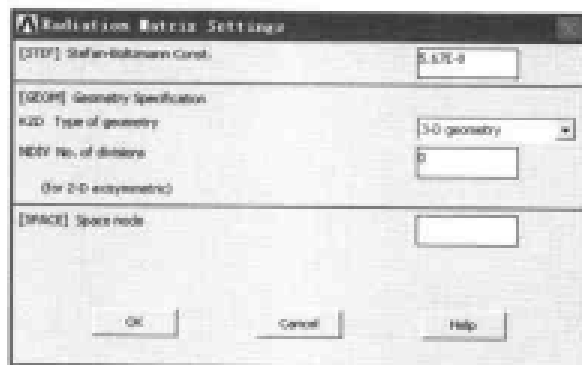 Radiation Matrix Settings
[STEF] Stefan-Boltzmann Const.
5.67E-8
[GEOM] Geometry Specification
K2D Type of geometry
3-D geometry
NDIV No. of divisions
0
(for 2-D axisymmetric)
[SPACE] Space node
OK
Cancel
Help